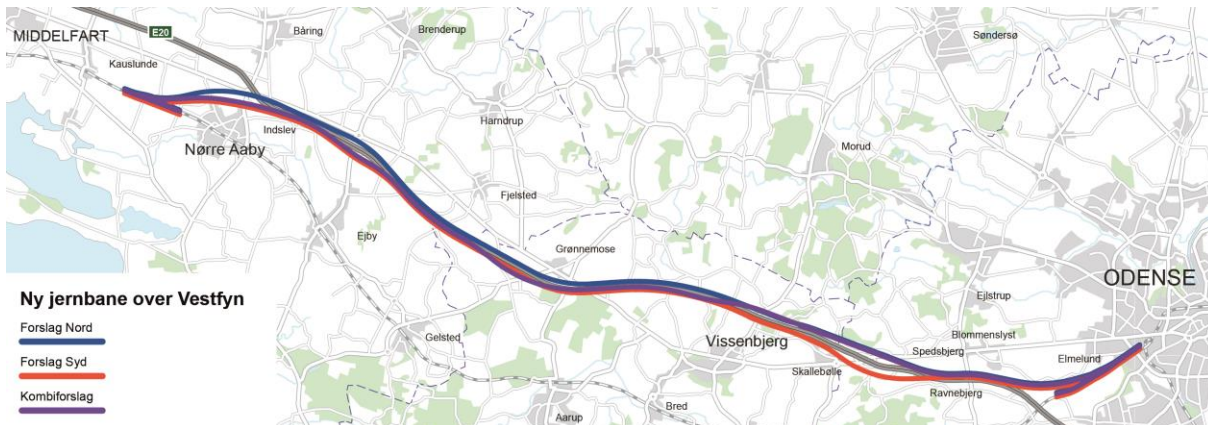 MIDDELFART
E20
Båring
Brenderup
Søndersø
Kauslunde
Indslev
Harndrup
Nørre Aaby
Morud
Fjelsted
Ejby
Grønnemose
ODENSE
Ejlstrup
Gelsted
Vissenbjerg
Blommenslyst
Spedsbjerg
Elmelund
Skallebølle
Ravnebjerg
Bred
Aarup
Ny jernbane over Vestfyn
Forslag Nord
Forslag Syd
Kombiforslag